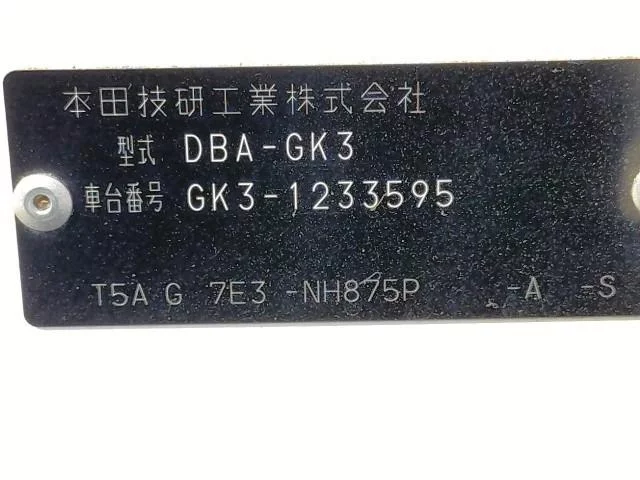 本田技研工業株式会社
型式 DBA-GK3
車台番号 GK3-1233595
T5A G 7E3 -NH875P -A -S